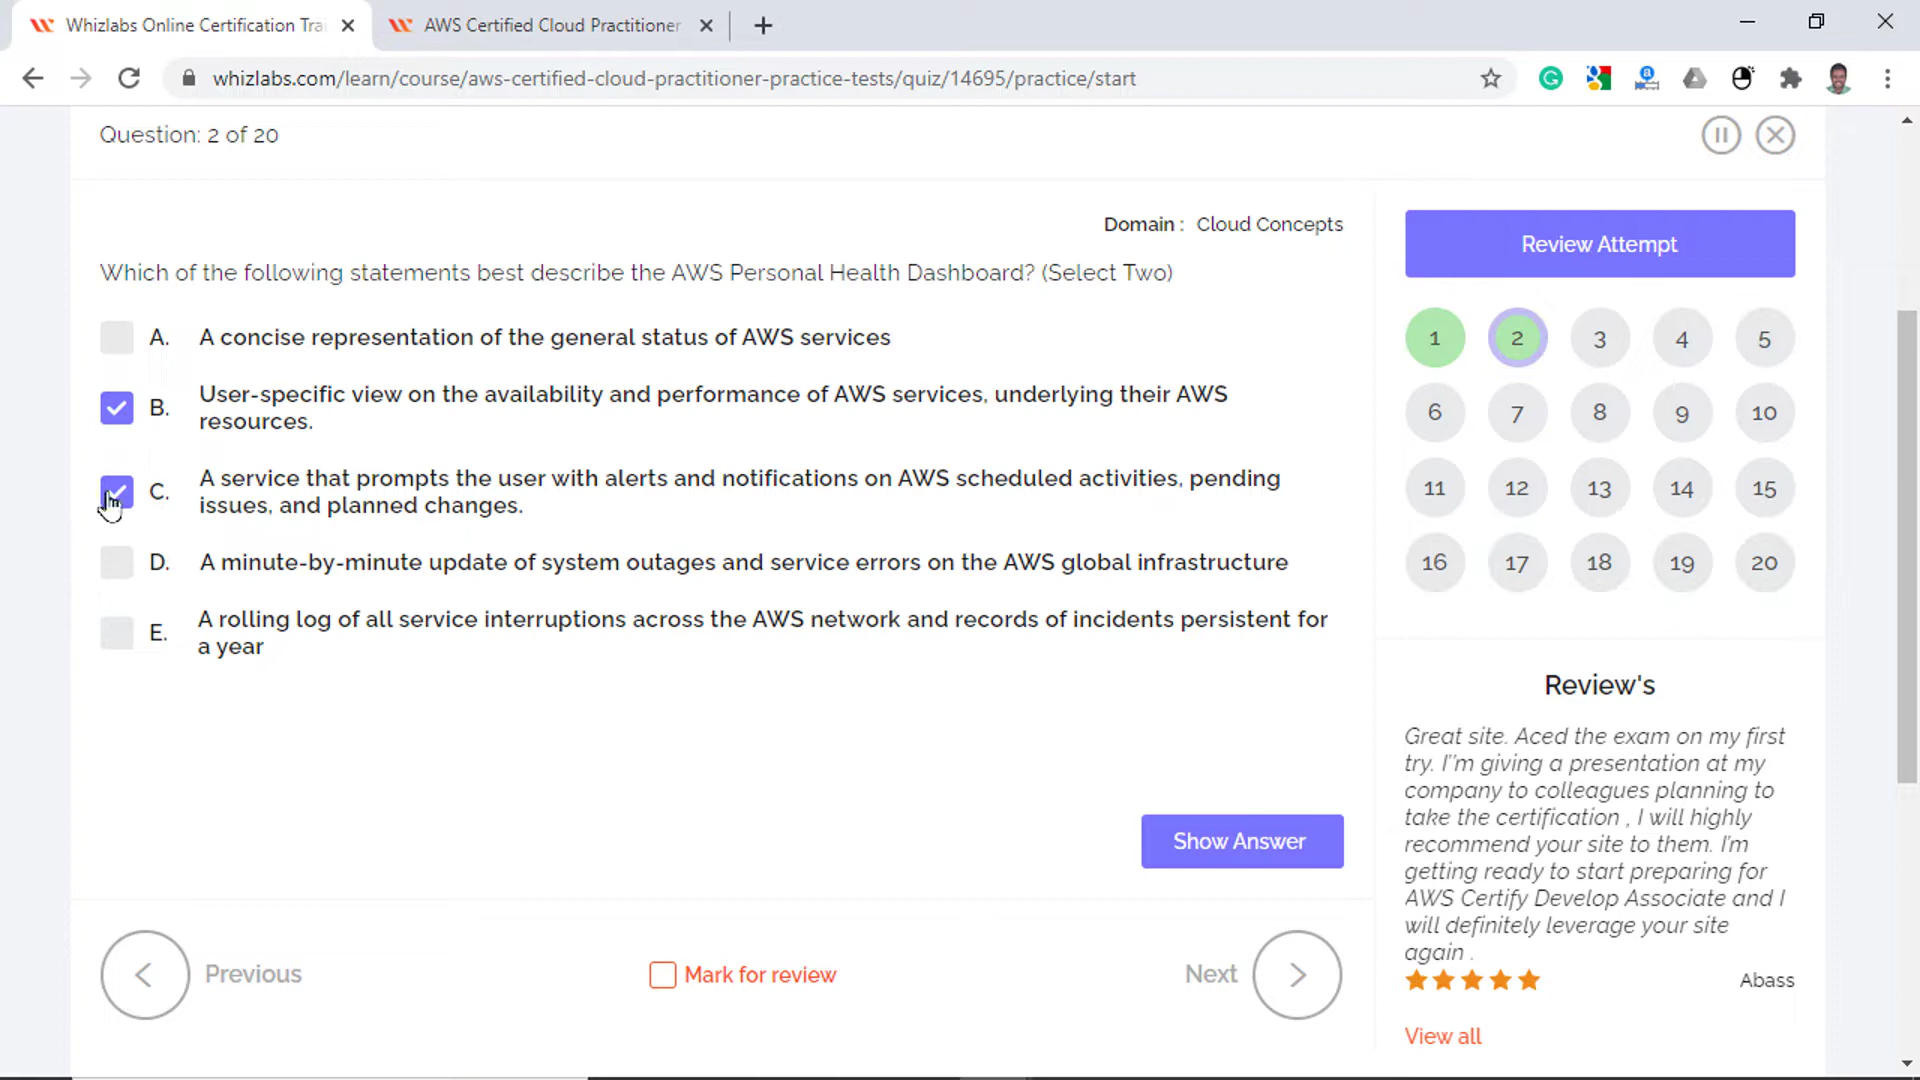 Whizlabs Online Certification Tra
AWS Certified Cloud Practitioner
whizlabs.com/learn/course/aws-certified-cloud-practitioner-practice-tests/quiz/14695/practice/start
Question: 2 of 20
Domain : Cloud Concepts
Which of the following statements best describe the AWS Personal Health Dashboard? (Select Two)
A. A concise representation of the general status of AWS services
B. User-specific view on the availability and performance of AWS services, underlying their AWS
resources.
C. A service that prompts the user with alerts and notifications on AWS scheduled activities, pending
issues, and planned changes.
D. A minute-by-minute update of system outages and service errors on the AWS global infrastructure
E. A rolling log of all service interruptions across the AWS network and records of incidents persistent for
a year
Show Answer
Previous
Mark for review
Next
Review Attempt
1 2 3 4 5
6 7 8 9 10
11 12 13 14 15
16 17 18 19 20
Review's
Great site. Aced the exam on my first
try. I''m giving a presentation at my
company to colleagues planning to
take the certification , I will highly
recommend your site to them. I'm
getting ready to start preparing for
AWS Certify Develop Associate and I
will definitely leverage your site
again .
Abass
View all